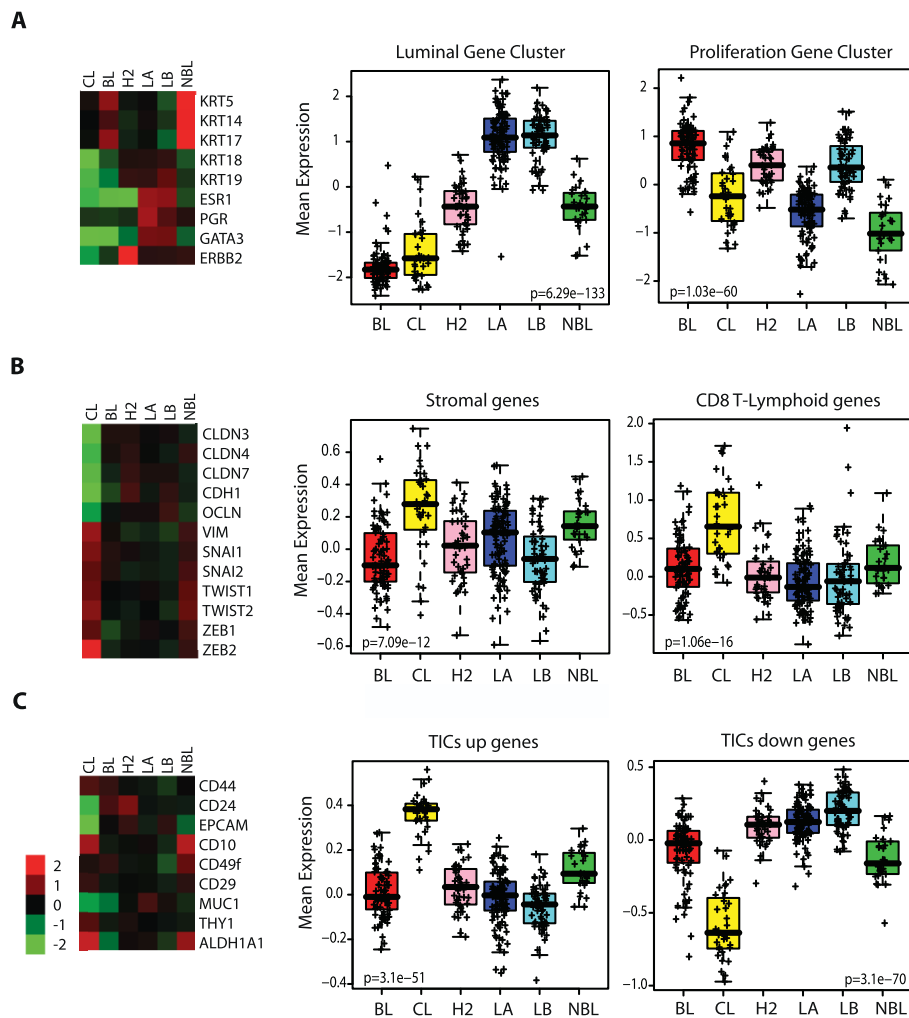 A
Luminal Gene Cluster
Proliferation Gene Cluster
CL BL H2 LA LB NBL
KRT5
KRT14
KRT17
KRT18
KRT19
ESR1
PGR
GATA3
ERBB2
Mean Expression
2
1
0
−1
−2
p=6.29e−133
BL CL H2 LA LB NBL
2
1
0
−1
−2
p=1.03e−60
BL CL H2 LA LB NBL
B
Stromal genes
CD8 T-Lymphoid genes
CL BL H2 LA LB NBL
CLDN3
CLDN4
CLDN7
CDH1
OCLN
VIM
SNAI1
SNAI2
TWIST1
TWIST2
ZEB1
ZEB2
Mean Expression
0.6
0.4
0.2
0.0
−0.2
−0.4
−0.6
p=7.09e−12
BL CL H2 LA LB NBL
2.0
1.5
1.0
0.5
0.0
−0.5
p=1.06e−16
BL CL H2 LA LB NBL
C
TICs up genes
TICs down genes
CL BL H2 LA LB NBL
CD44
CD24
EPCAM
CD10
CD49f
CD29
MUC1
THY1
ALDH1A1
2
1
0
-1
-2
Mean Expression
0.4
0.2
0.0
−0.2
−0.4
p=3.1e−51
BL CL H2 LA LB NBL
0.5
0.0
−0.5
−1.0
p=3.1e−70
BL CL H2 LA LB NBL